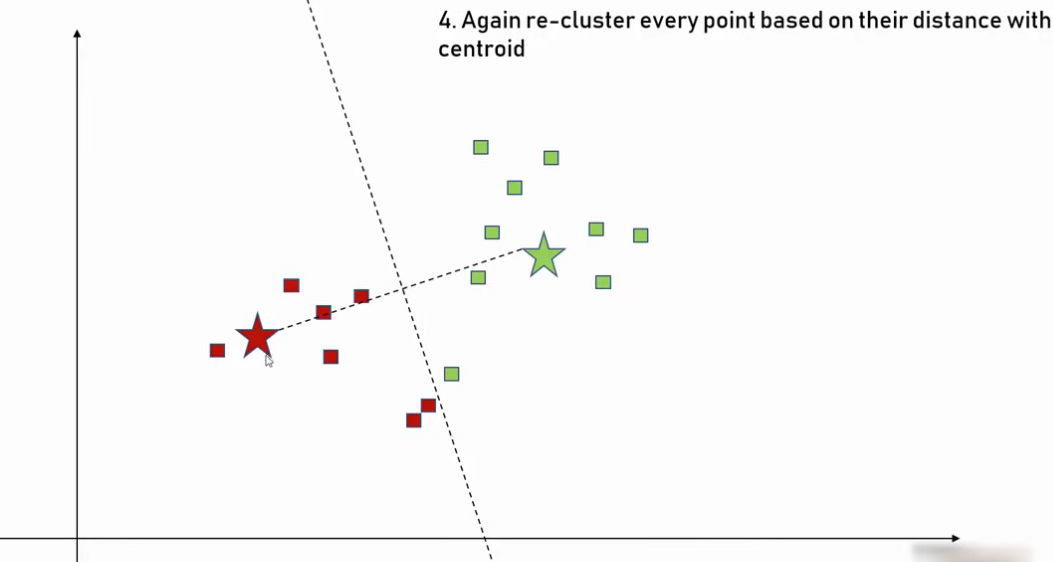 4. Again re-cluster every point based on their distance with
centroid